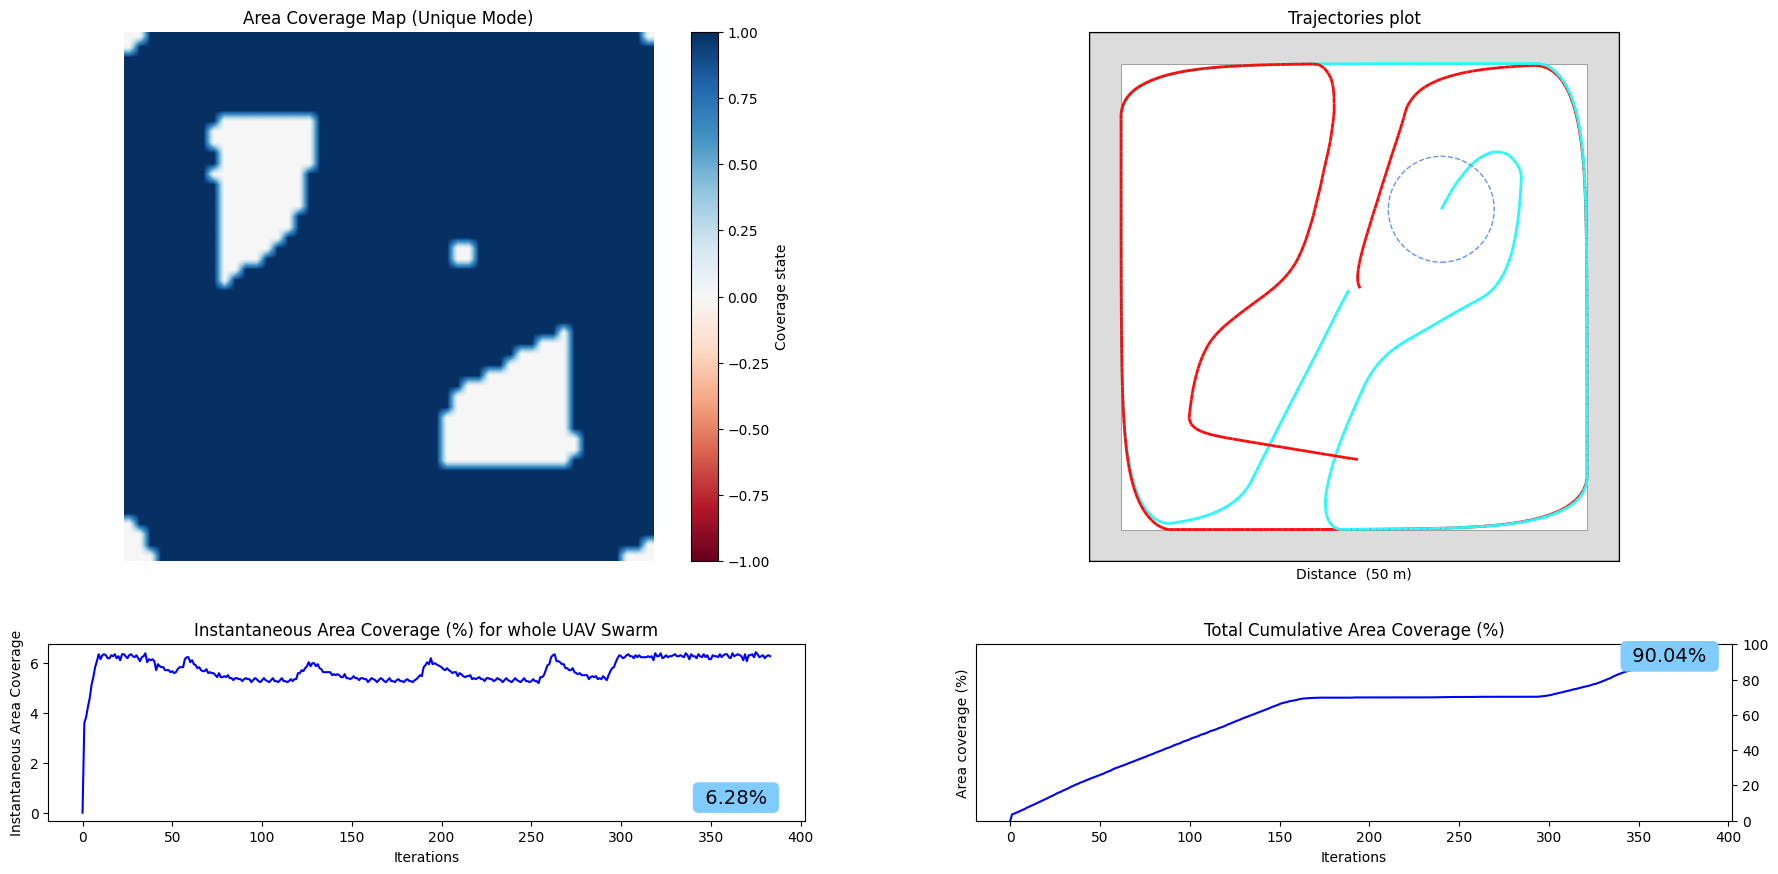 Area Coverage Map (Unique Mode)
1.00
0.75
0.50
0.25
0.00
−0.25
−0.50
−0.75
−1.00
Coverage state
Trajectories plot
Distance (50 m)
Instantaneous Area Coverage (%) for whole UAV Swarm
Instantaneous Area Coverage
6
4
2
0
6.28%
0 50 100 150 200 250 300 350 400
Iterations
Total Cumulative Area Coverage (%)
Area coverage (%)
90.04%
100
80
60
40
20
0
0 50 100 150 200 250 300 350 400
Iterations